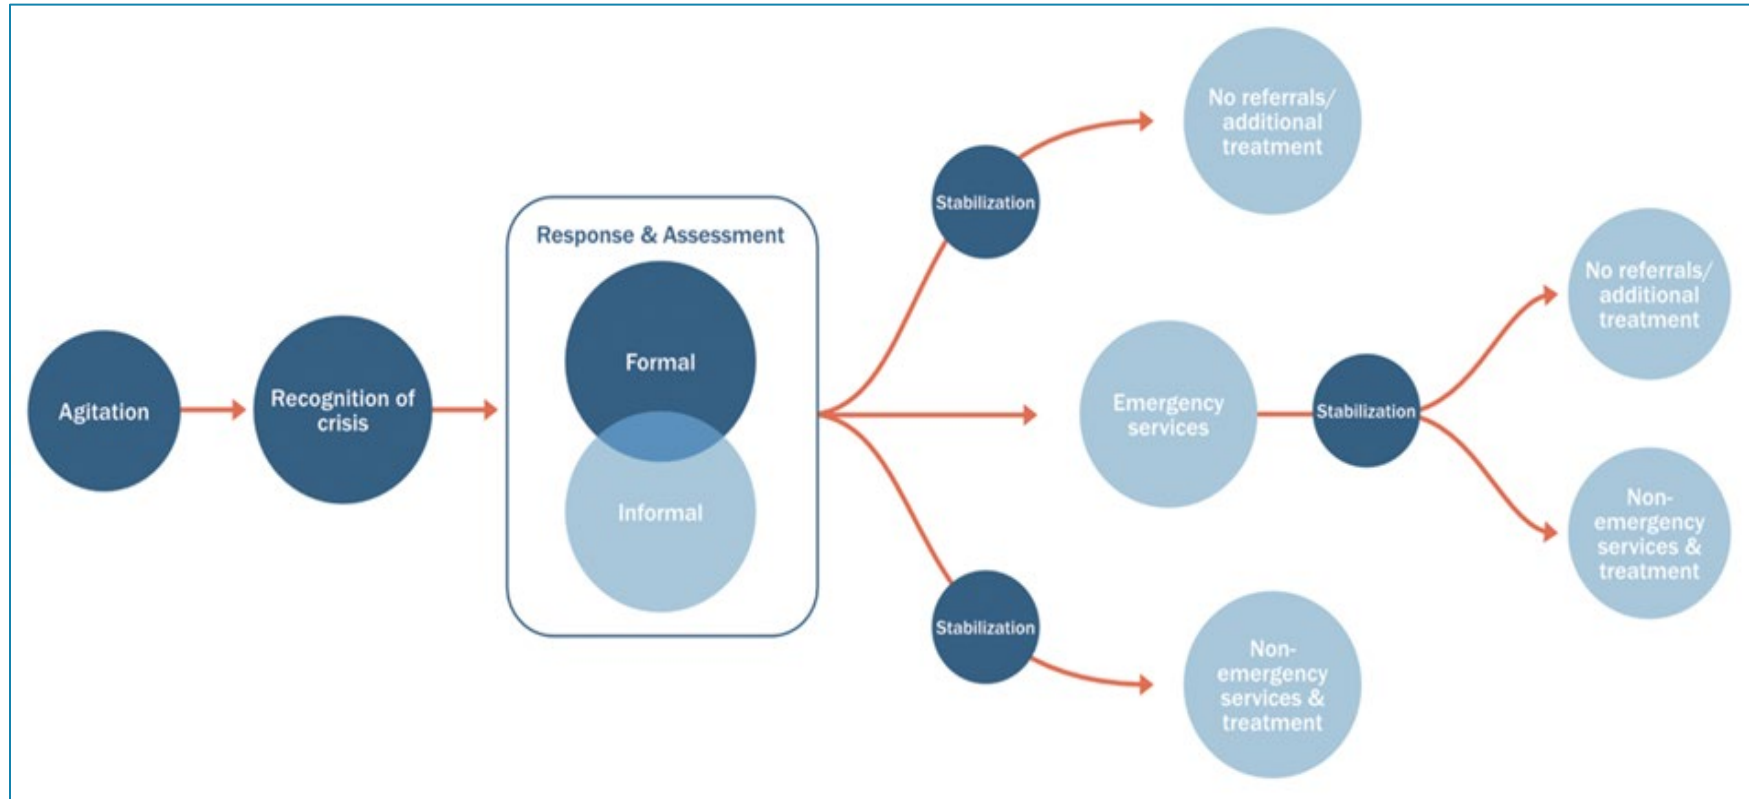 Agitation
Recognition of
crisis
Response & Assessment
Formal
Informal
Stabilization
No referrals/
additional
treatment
Emergency
services
Stabilization
No referrals/
additional
treatment
Non-
emergency
services &
treatment
Stabilization
Non-
emergency
services &
treatment